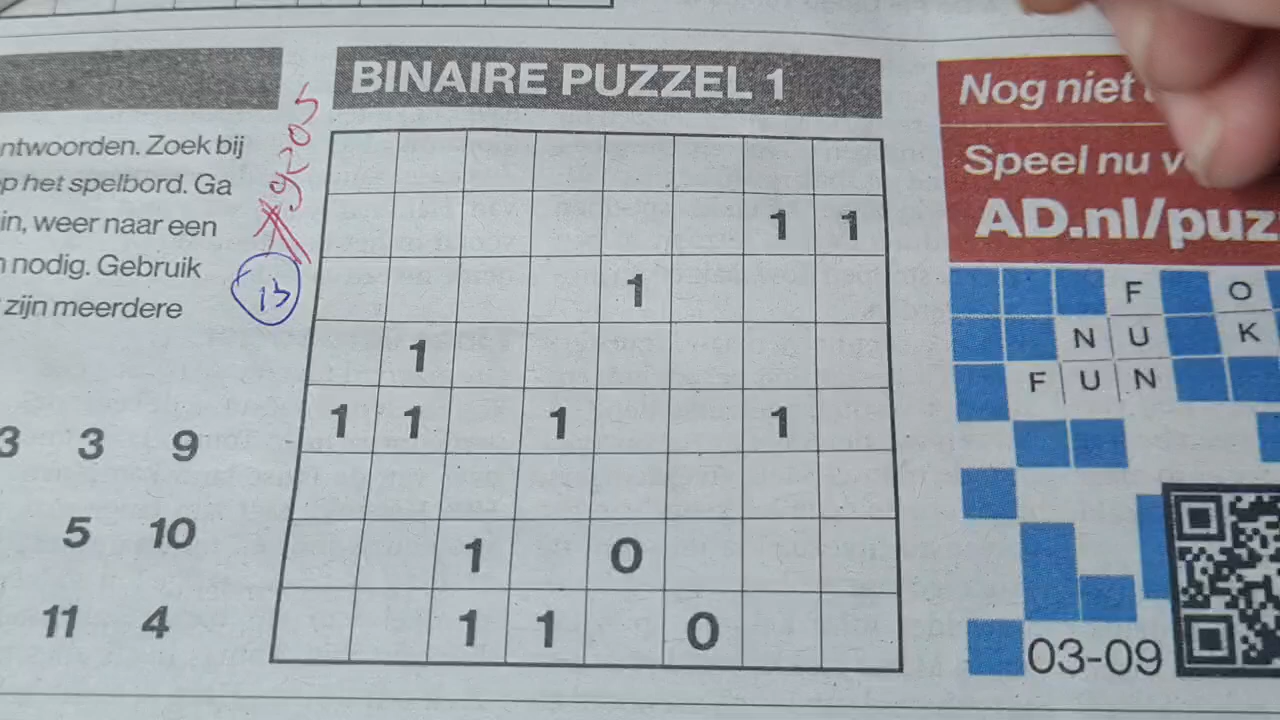 BINAIRE PUZZEL 1
ntwoorden. Zoek bij
p het spelbord. Ga
in, weer naar een
nodig. Gebruik
zijn meerdere
13
3 3 9
5 10
11 4
1 1
1
1
1 1 1 1
1 0
1 1 0
Nog niet
Speel nu v
AD.nl/puz
F O
N U K
F U N
03-09